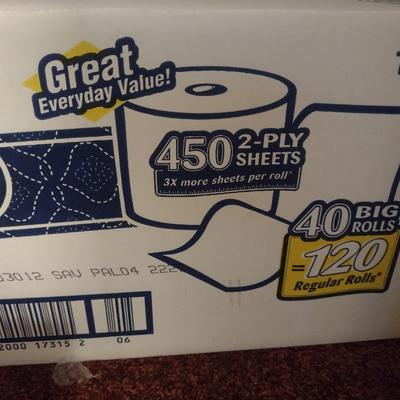 Great
Everyday Value!
450 2-PLY
SHEETS
3X more sheets per roll*
40 BIG
ROLLS
=120
Regular Rolls*
03012 SAV PAL04 222
2000 17315 2 06